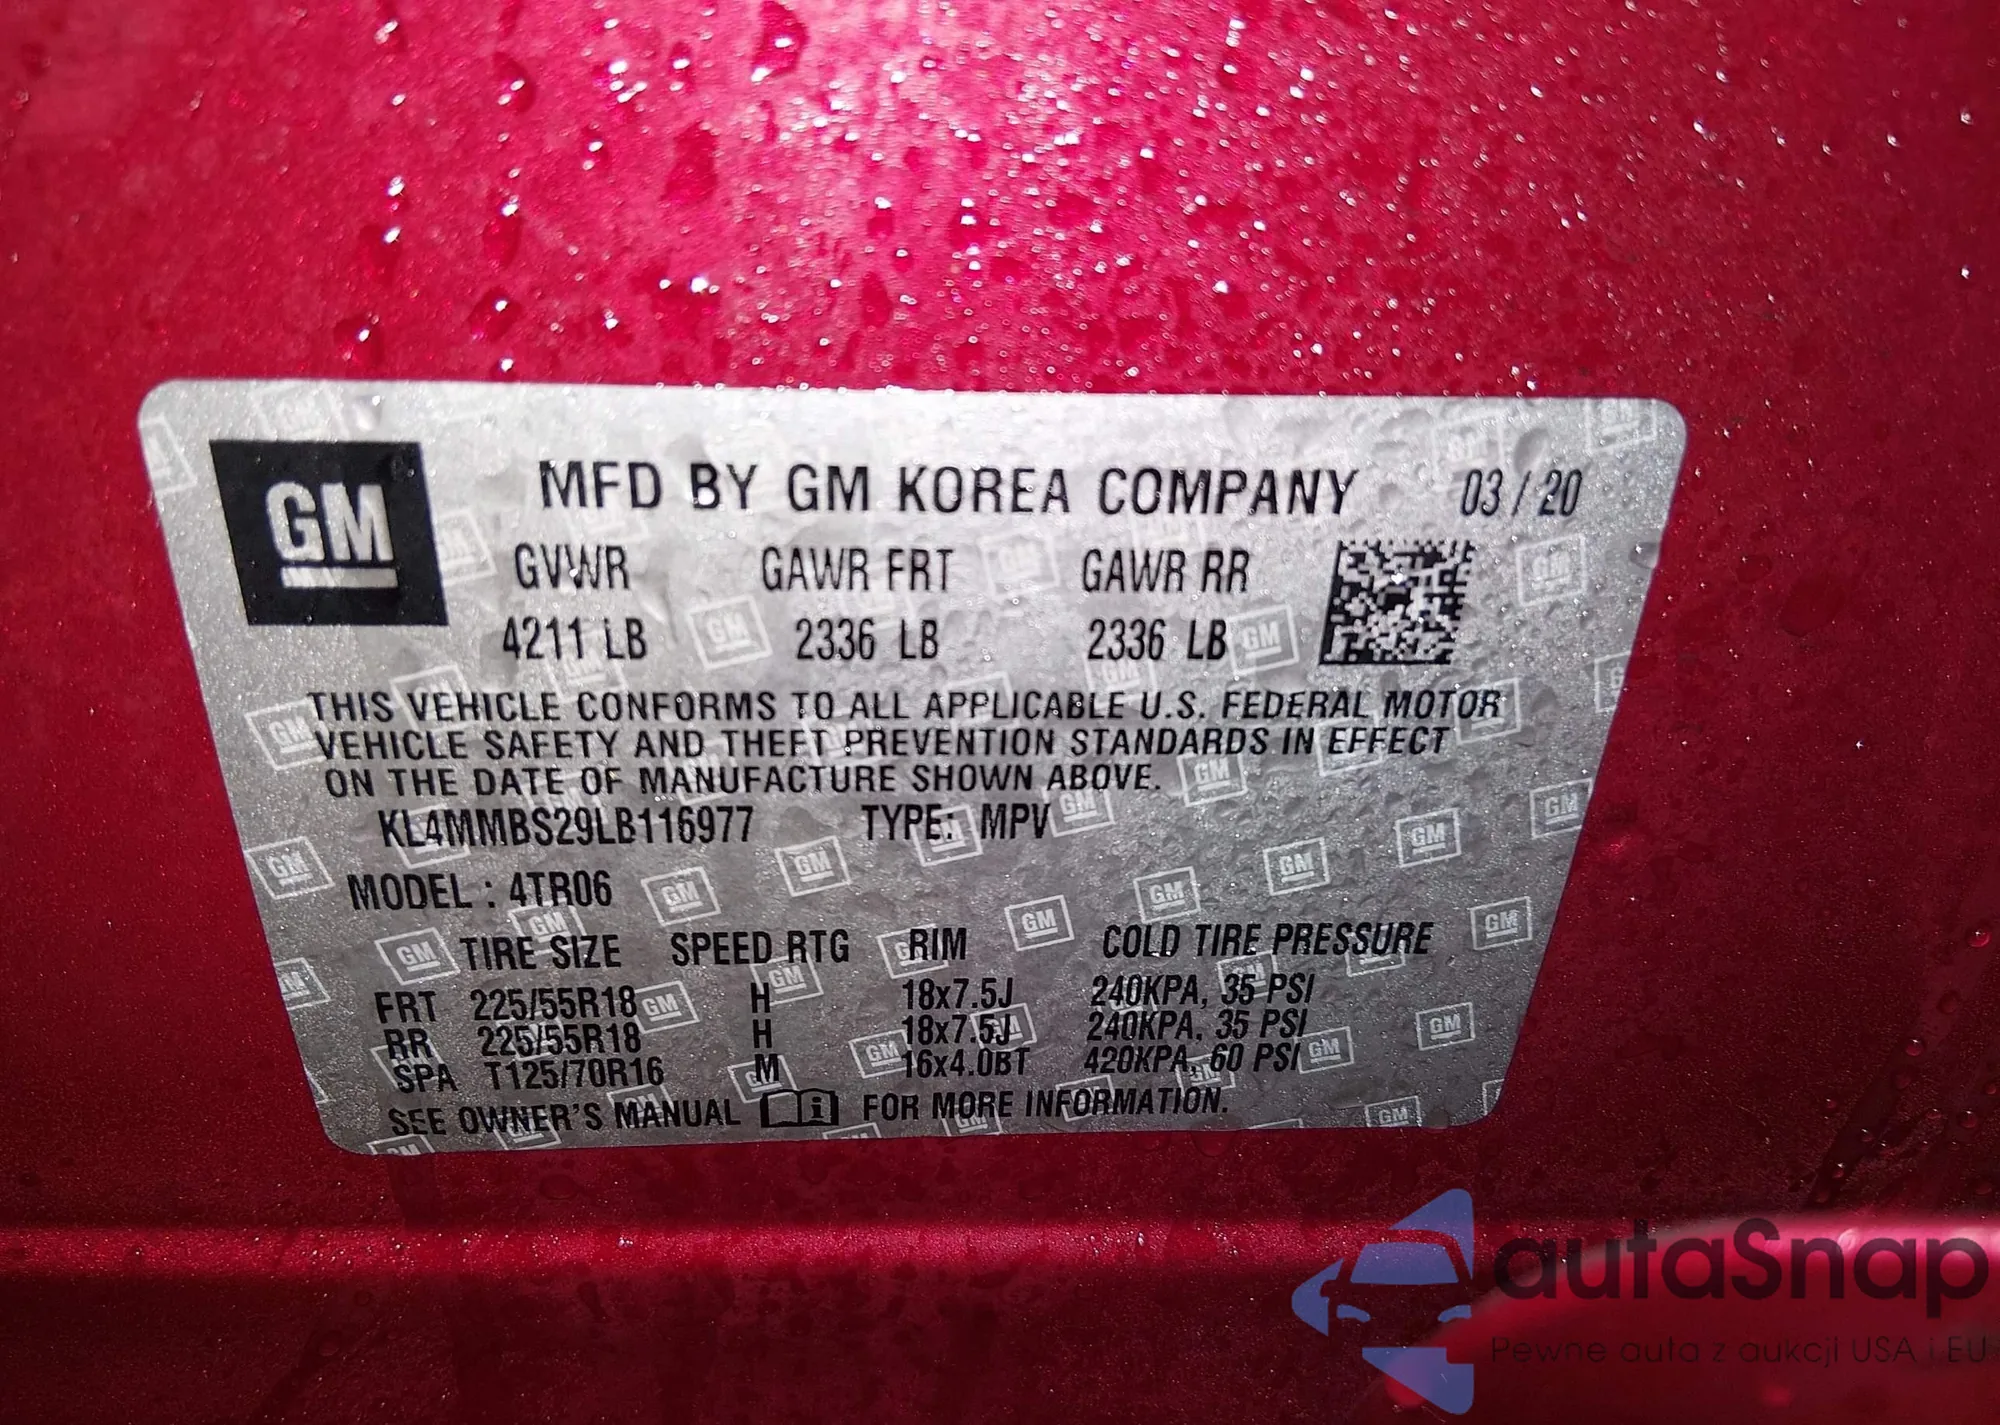 GM
MFD BY GM KOREA COMPANY 03 / 20
GVWR GAWR FRT GAWR RR
4211 LB 2336 LB 2336 LB
THIS VEHICLE CONFORMS TO ALL APPLICABLE U.S. FEDERAL MOTOR
VEHICLE SAFETY AND THEFT PREVENTION STANDARDS IN EFFECT
ON THE DATE OF MANUFACTURE SHOWN ABOVE.
KL4MMBS29LB116977 TYPE: MPV
MODEL : 4TR06
TIRE SIZE SPEED RTG RIM COLD TIRE PRESSURE
FRT 225/55R18 H 18x7.5J 240KPA, 35 PSI
RR 225/55R18 H 18x7.5J 240KPA, 35 PSI
SPA T125/70R16 M 16x4.0BT 420KPA, 60 PSI
SEE OWNER'S MANUAL i FOR MORE INFORMATION.
autaSnap
Pewne auta z aukcji USA i EU